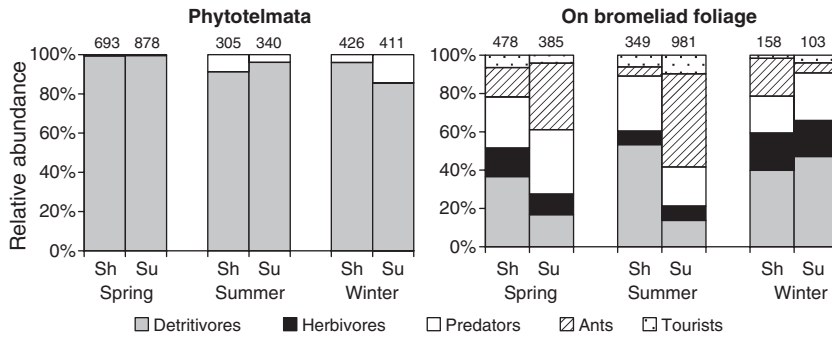 Phytotelmata
On bromeliad foliage
693 878 305 340 426 411
478 385 349 981 158 103
Relative abundance
100%
80%
60%
40%
20%
0%
100%
80%
60%
40%
20%
0%
Sh Su Sh Su Sh Su
Spring Summer Winter
Sh Su Sh Su Sh Su
Spring Summer Winter
Detritivores Herbivores Predators Ants Tourists